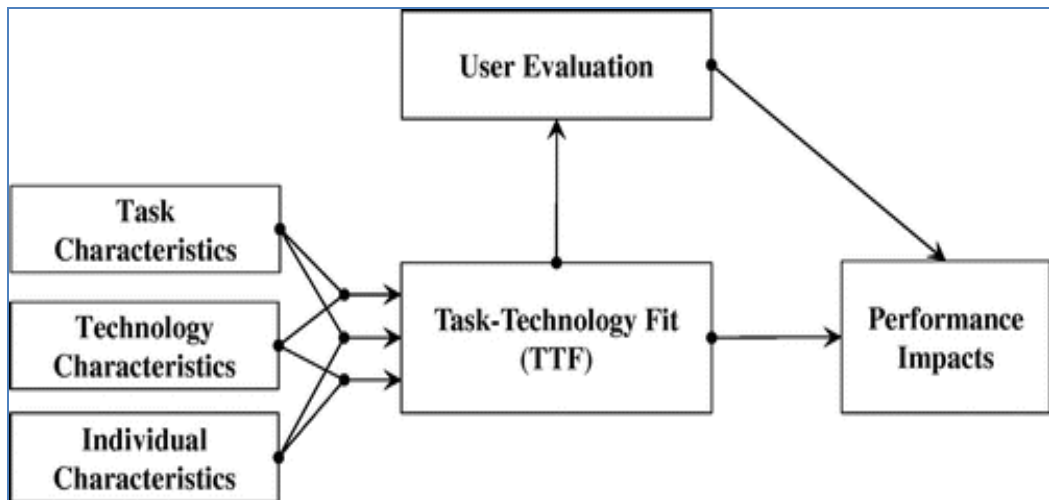 User Evaluation
Task
Characteristics
Technology
Characteristics
Individual
Characteristics
Task-Technology Fit
(TTF)
Performance
Impacts